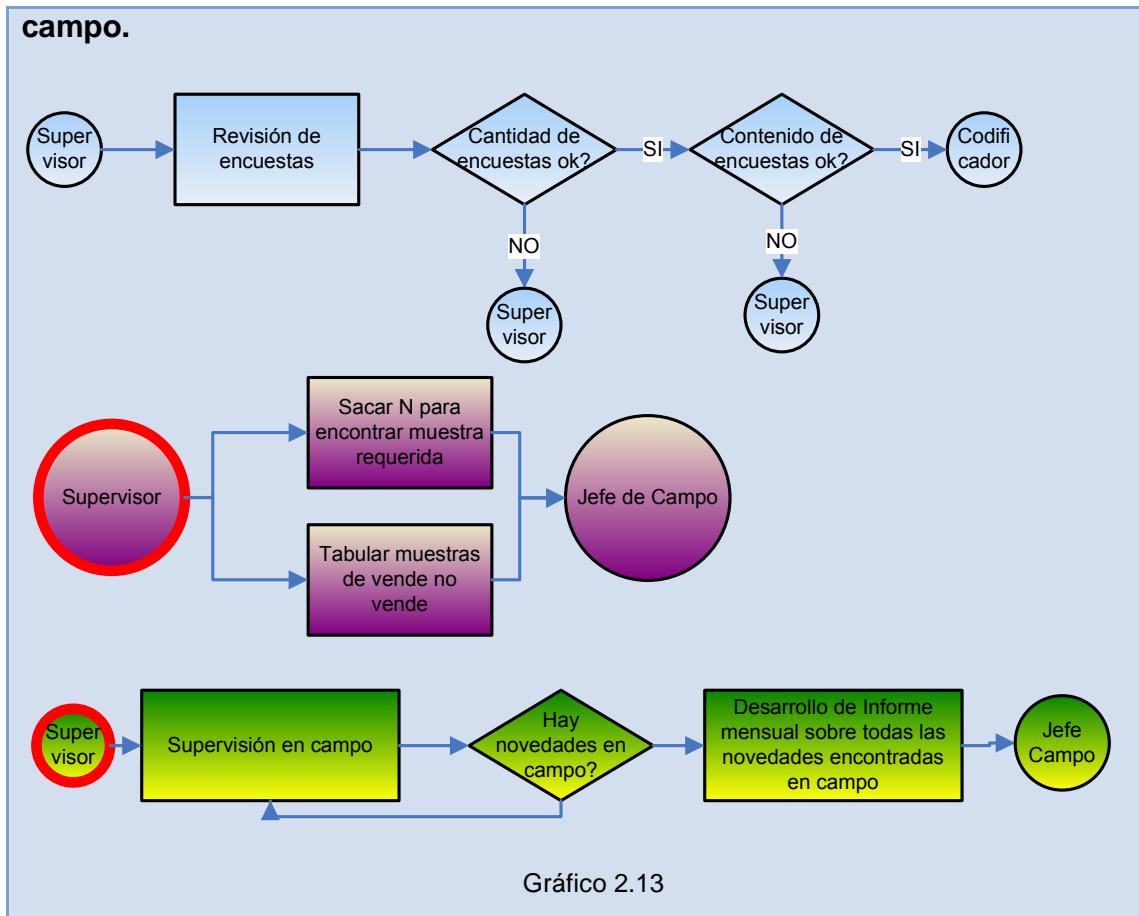 campo.
Super
visor
Revisión de
encuestas
Cantidad de
encuestas ok?
SI
Contenido de
encuestas ok?
SI
Codifi
cador
NO
Super
visor
NO
Super
visor
Supervisor
Sacar N para
encontrar muestra
requerida
Tabular muestras
de vende no
vende
Jefe de Campo
Super
visor
Supervisión en campo
Hay
novedades en
campo?
Desarrollo de Informe
mensual sobre todas las
novedades encontradas
en campo
Jefe
Campo
Gráfico 2.13